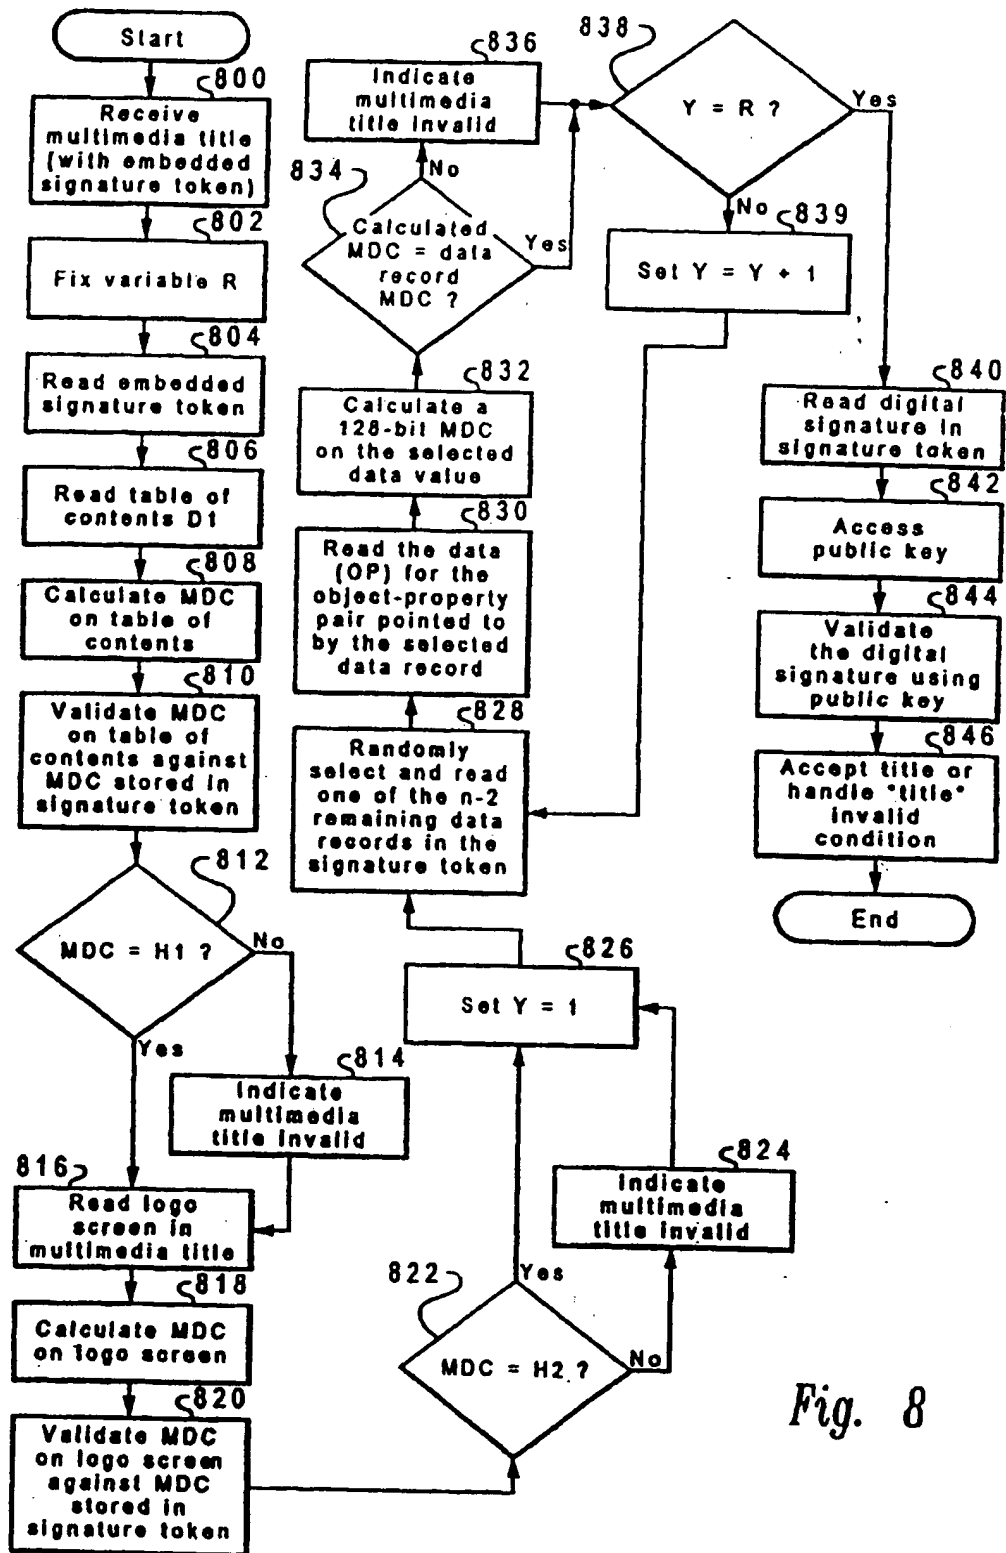 Start
800
Receive
multimedia title
(with embedded
signature token)
802
Fix variable R
804
Read embedded
signature token
806
Read table of
contents D1
808
Calculate MDC
on table of
contents
810
Validate MDC
on table of
contents against
MDC stored in
signature token
812
MDC = H1 ?
No
Yes
814
Indicate
multimedia
title invalid
816
Read logo
screen in
multimedia title
818
Calculate MDC
on logo screen
820
Validate MDC
on logo screen
against MDC
stored in
signature token
822
MDC = H2 ?
No
Yes
824
Indicate
multimedia
title invalid
826
Set Y = 1
828
Randomly
select and read
one of the n-2
remaining data
records in the
signature token
830
Read the data
(OP) for the
object-property
pair pointed to
by the selected
data record
832
Calculate a
128-bit MDC
on the selected
data value
834
Calculated
MDC = data
record
MDC ?
No
Yes
836
Indicate
multimedia
title invalid
838
Y = R ?
Yes
No
839
Set Y = Y + 1
840
Read digital
signature in
signature token
842
Access
public key
844
Validate
the digital
signature using
public key
846
Accept title or
handle "title"
invalid
condition
End
Fig. 8